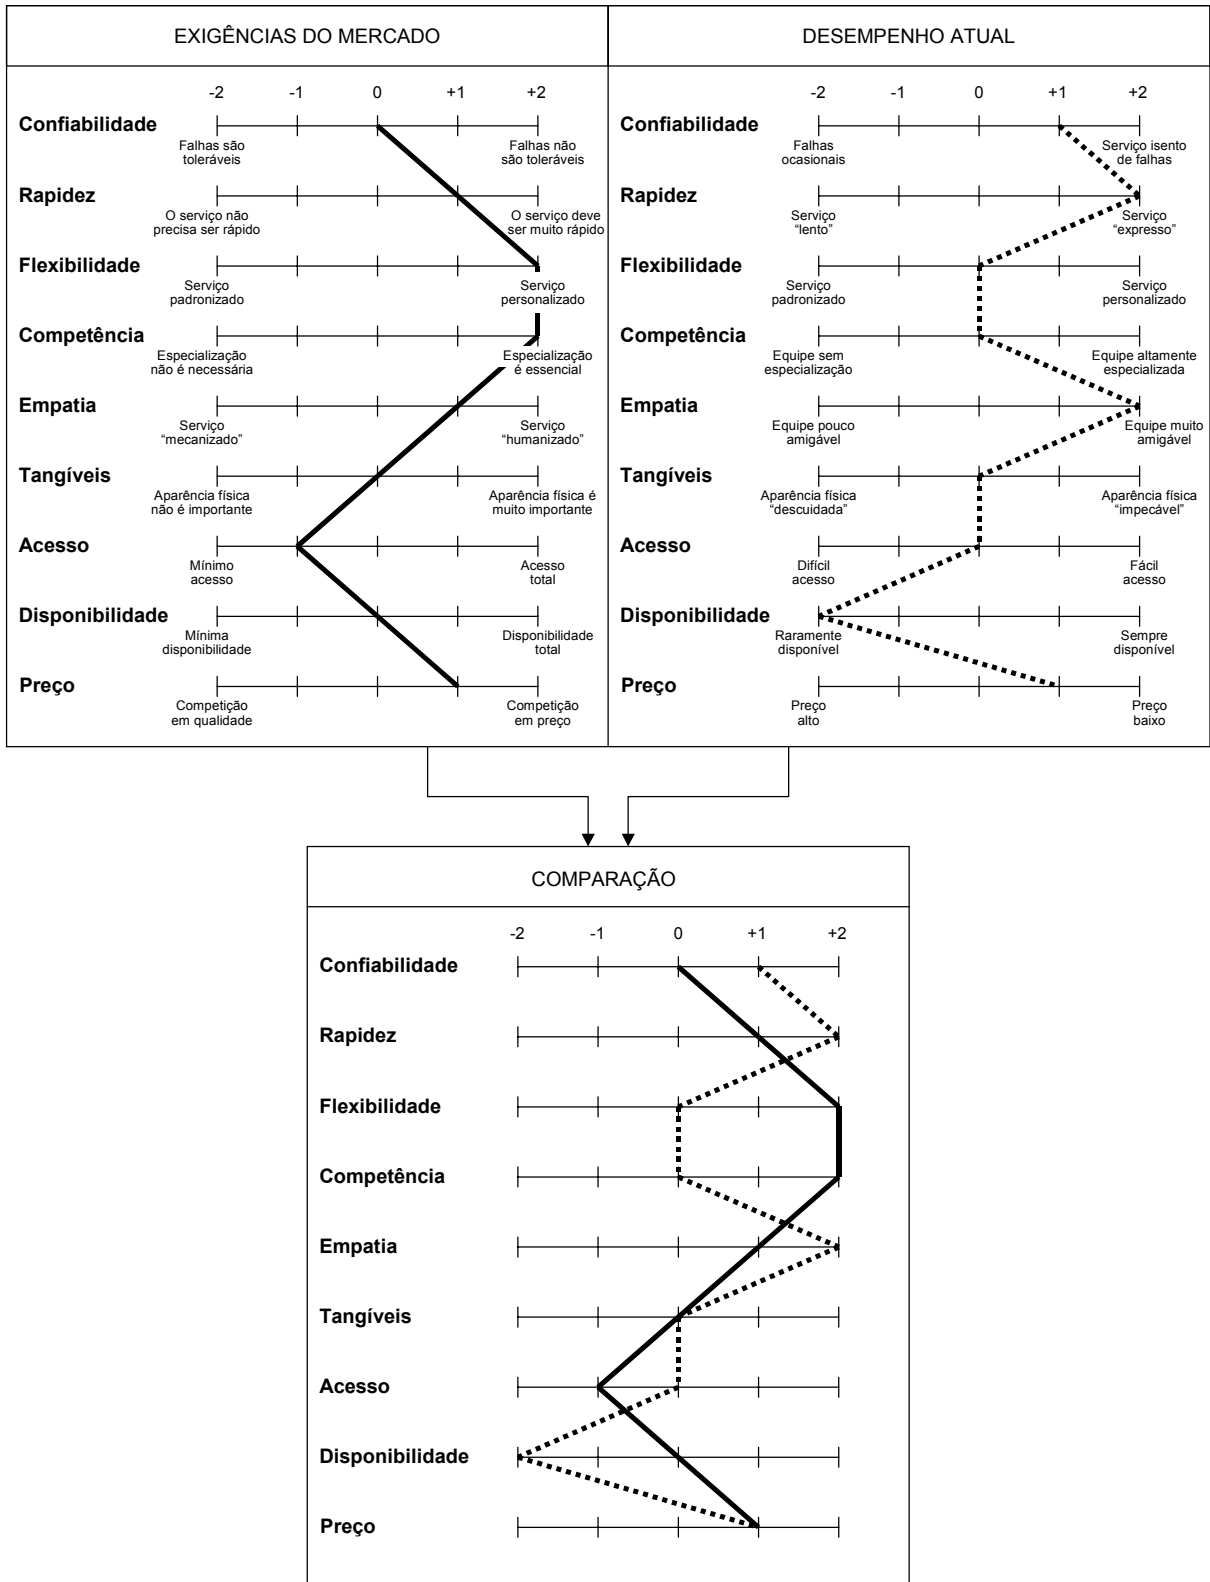 EXIGÊNCIAS DO MERCADO
-2 -1 0 +1 +2
Confiabilidade
Falhas são
toleráveis
Falhas não
são toleráveis
Rapidez
O serviço não
precisa ser rápido
O serviço deve
ser muito rápido
Flexibilidade
Serviço
padronizado
Serviço
personalizado
Competência
Especialização
não é necessária
Especialização
é essencial
Empatia
Serviço
“mecanizado”
Serviço
“humanizado”
Tangíveis
Aparência física
não é importante
Aparência física é
muito importante
Acesso
Mínimo
acesso
Acesso
total
Disponibilidade
Mínima
disponibilidade
Disponibilidade
total
Preço
Competição
em qualidade
Competição
em preço
DESEMPENHO ATUAL
-2 -1 0 +1 +2
Confiabilidade
Falhas
ocasionais
Serviço isento
de falhas
Rapidez
Serviço
“lento”
Serviço
“expresso”
Flexibilidade
Serviço
padronizado
Serviço
personalizado
Competência
Equipe sem
especialização
Equipe altamente
especializada
Empatia
Equipe pouco
amigável
Equipe muito
amigável
Tangíveis
Aparência física
“descuidada”
Aparência física
“impecável”
Acesso
Difícil
acesso
Fácil
acesso
Disponibilidade
Raramente
disponível
Sempre
disponível
Preço
Preço
alto
Preço
baixo
COMPARAÇÃO
-2 -1 0 +1 +2
Confiabilidade
Rapidez
Flexibilidade
Competência
Empatia
Tangíveis
Acesso
Disponibilidade
Preço